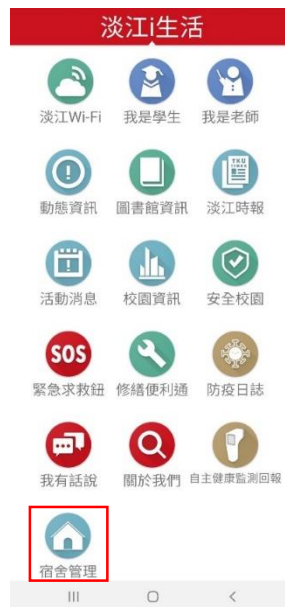 淡江i生活
淡江Wi-Fi 我是學生 我是老師
動態資訊 圖書館資訊 TKU TIMES 淡江時報
活動消息 校園資訊 安全校園
SOS
緊急求救鈕 修繕便利通 防疫日誌
我有話說 關於我們 自主健康監測回報
宿舍管理